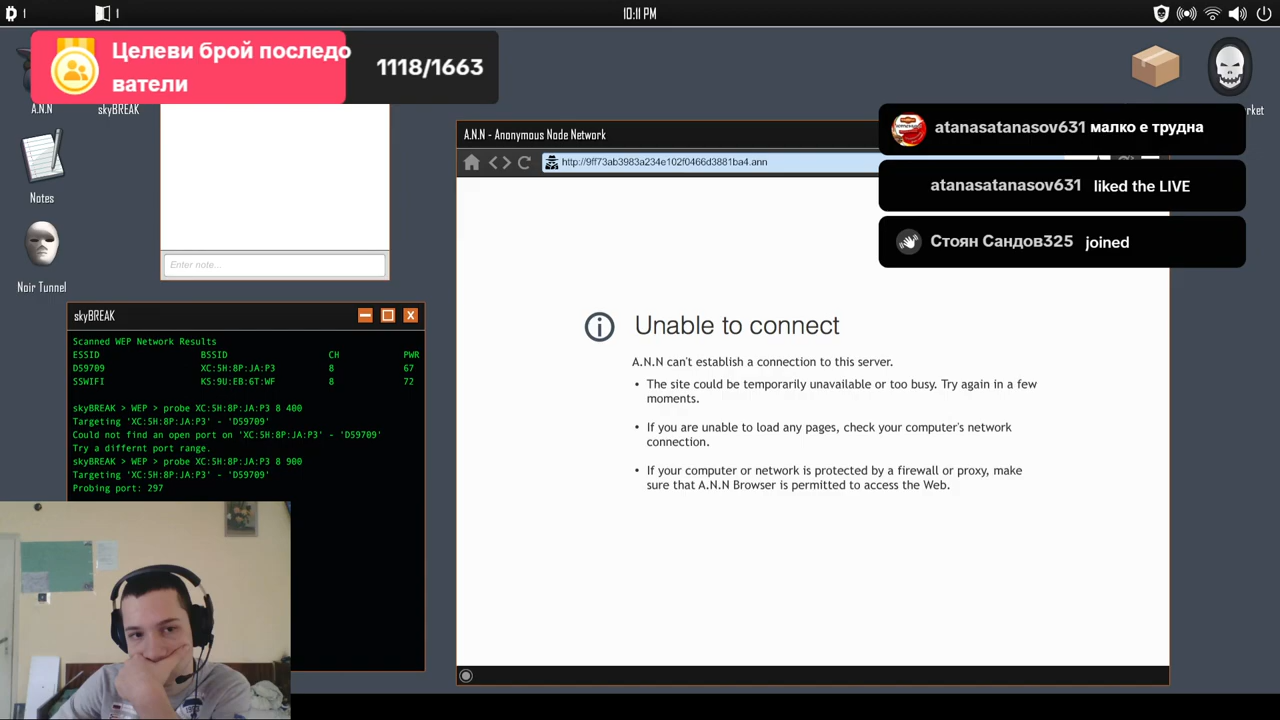 1
1
10:11 PM
Целеви брой последо
ватели
1118/1663
A.N.N
skyBREAK
Notes
Noir Tunnel
Enter note...
A.N.N - Anonymous Node Network
http://9ff73ab3983a234e102f0466d3881ba4.ann
rket
atanasatanasov631 малко е трудна
atanasatanasov631 liked the LIVE
Стоян Сандов325 joined
skyBREAK
Scanned WEP Network Results
ESSID BSSID CH PWR
D59709 XC:5H:8P:JA:P3 8 67
SSWIFI KS:9U:EB:6T:WF 8 72
skyBREAK > WEP > probe XC:5H:8P:JA:P3 8 400
Targeting 'XC:5H:8P:JA:P3' - 'D59709'
Could not find an open port on 'XC:5H:8P:JA:P3' - 'D59709'
Try a differnt port range.
skyBREAK > WEP > probe XC:5H:8P:JA:P3 8 900
Targeting 'XC:5H:8P:JA:P3' - 'D59709'
Probing port: 297
Unable to connect
A.N.N can't establish a connection to this server.
• The site could be temporarily unavailable or too busy. Try again in a few
moments.
• If you are unable to load any pages, check your computer's network
connection.
• If your computer or network is protected by a firewall or proxy, make
sure that A.N.N Browser is permitted to access the Web.